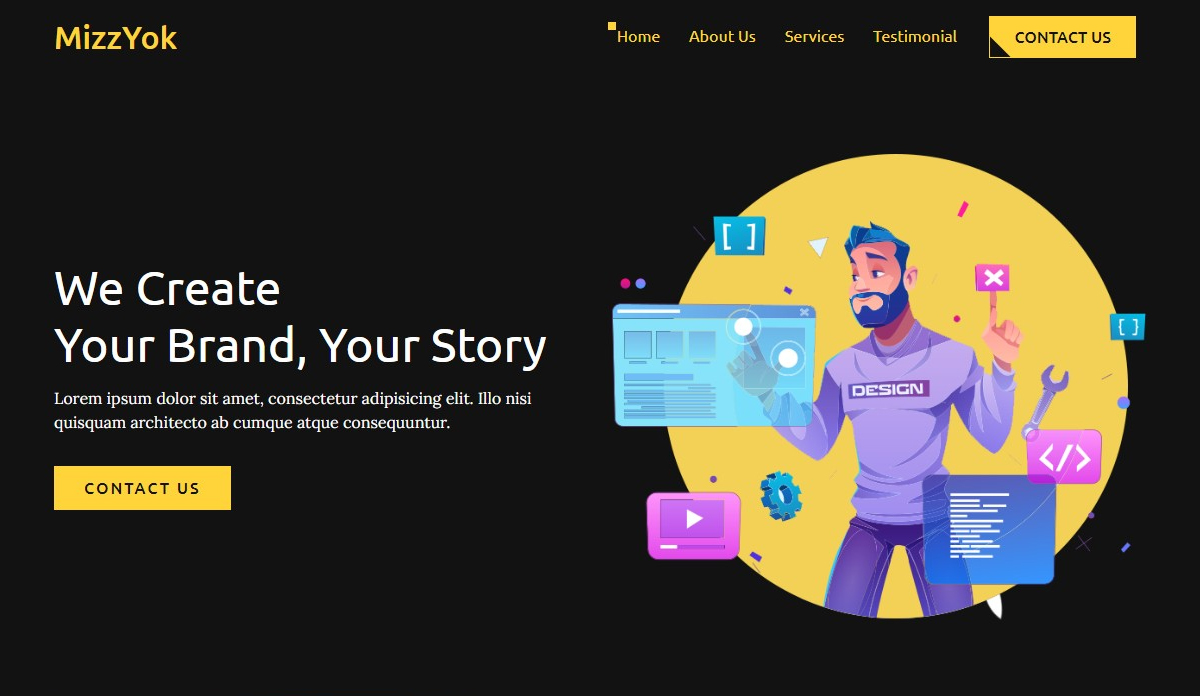 MizzYok
Home About Us Services Testimonial CONTACT US
We Create
Your Brand, Your Story
Lorem ipsum dolor sit amet, consectetur adipisicing elit. Illo nisi
quisquam architecto ab cumque atque consequuntur.
CONTACT US
[ ]
{ }
DESIGN
</>